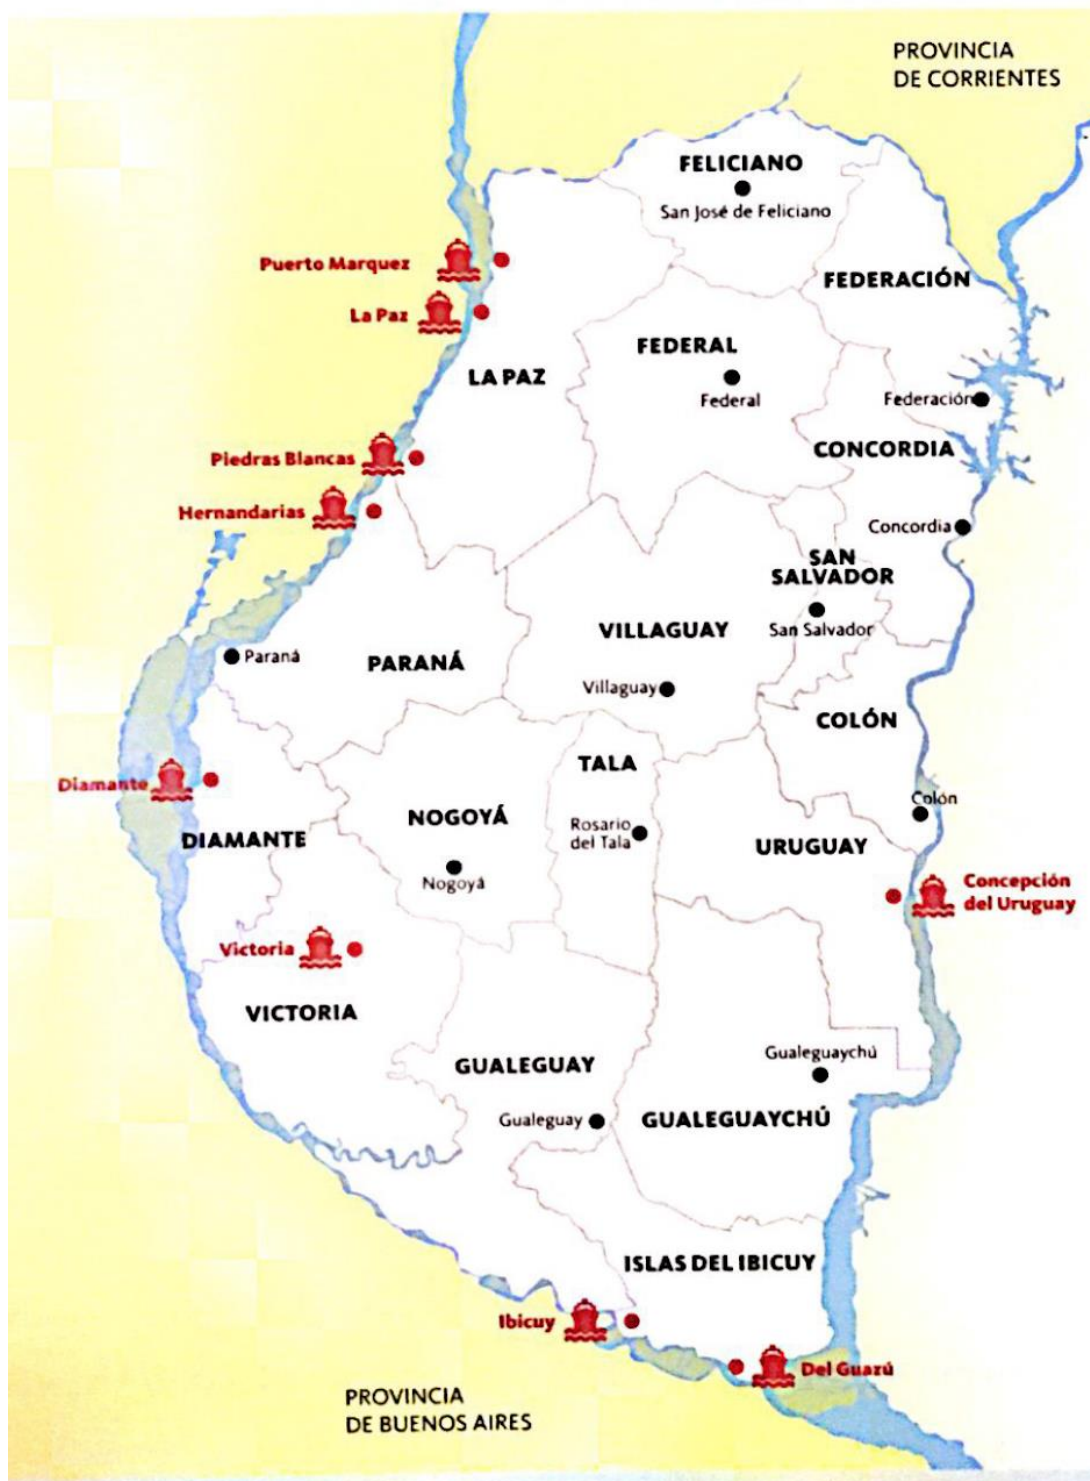 PROVINCIA
DE CORRIENTES
FELICIANO
San José de Feliciano
Puerto Marquez
FEDERACIÓN
La Paz
FEDERAL
LA PAZ
Federal
Federación
CONCORDIA
Piedras Blancas
Hernandarias
Concordia
SAN
SALVADOR
San Salvador
VILLAGUAY
Paraná
PARANÁ
Villaguay
COLÓN
TALA
Diamante
Colón
NOGOYÁ
Rosario
del Tala
DIAMANTE
URUGUAY
Nogoyá
Concepción
del Uruguay
Victoria
VICTORIA
Gualeguaychú
GUALEGUAY
Gualeguay
GUALEGUAYCHÚ
ISLAS DEL IBICUY
Ibicuy
Del Guazú
PROVINCIA
DE BUENOS AIRES